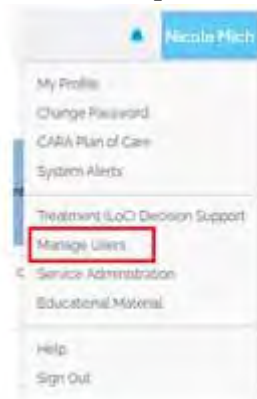 Nicole Mich
My Profile
Change Password
CARA Plan of Care
System Alerts
Treatment (LoC) Decision Support
Manage Users
Service Administration
Educational Material
Help
Sign Out